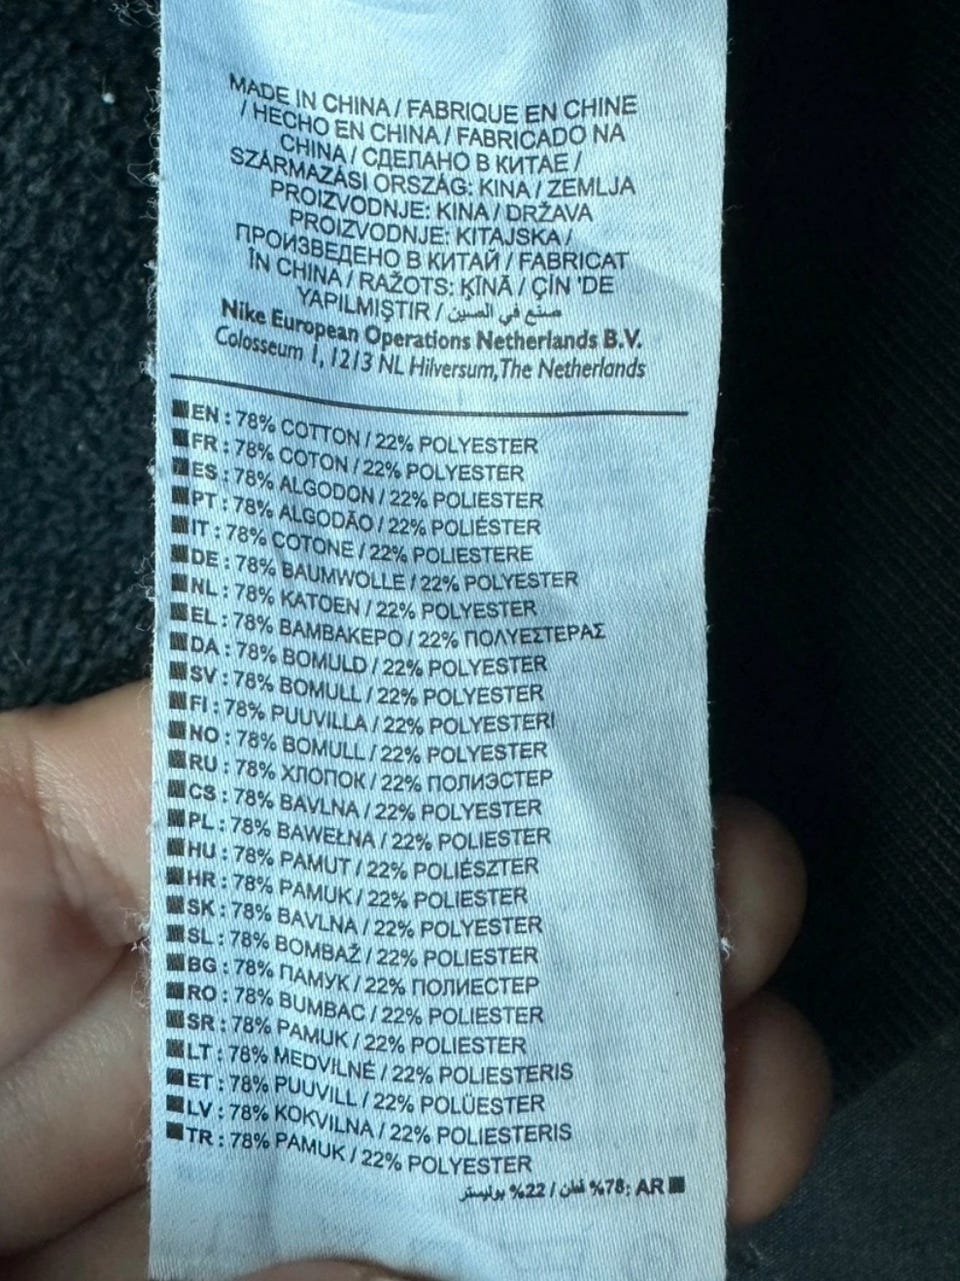 MADE IN CHINA / FABRIQUE EN CHINE
/ HECHO EN CHINA / FABRICADO NA
CHINA / СДЕЛАНО В КИТАЕ /
SZÁRMAZÁSI ORSZÁG: KINA / ZEMLJA
PROIZVODNJE: KINA / DRŽAVA
PROIZVODNJE: KITAJSKA /
ПРОИЗВЕДЕНО В КИТАЙ / FABRICAT
ÎN CHINA / RAŽOTS: ĶĪNĀ / ÇIN 'DE
YAPILMIŞTIR / صنع في الصين
Nike European Operations Netherlands B.V.
Colosseum 1, 1213 NL Hilversum, The Netherlands
EN : 78% COTTON / 22% POLYESTER
FR : 78% COTON / 22% POLYESTER
ES : 78% ALGODON / 22% POLIESTER
PT : 78% ALGODÃO / 22% POLIÉSTER
IT : 78% COTONE / 22% POLIESTERE
DE : 78% BAUMWOLLE / 22% POLYESTER
NL : 78% KATOEN / 22% POLYESTER
EL : 78% ΒΑΜΒΑΚΕΡΟ / 22% ΠΟΛΥΕΣΤΕΡΑΣ
DA : 78% BOMULD / 22% POLYESTER
SV : 78% BOMULL / 22% POLYESTER
FI : 78% PUUVILLA / 22% POLYESTERI
NO : 78% BOMULL / 22% POLYESTER
RU : 78% ХЛОПОК / 22% ПОЛИЭСТЕР
CS : 78% BAVLNA / 22% POLYESTER
PL : 78% BAWEŁNA / 22% POLYESTER
HU : 78% PAMUT / 22% POLIÉSZTER
HR : 78% PAMUK / 22% POLIESTER
SK : 78% BAVLNA / 22% POLYESTER
SL : 78% BOMBAŽ / 22% POLIESTER
BG : 78% ПАМУК / 22% ПОЛИЕСТЕР
RO : 78% BUMBAC / 22% POLIESTER
SR : 78% PAMUK / 22% POLIESTER
LT : 78% MEDVILNĖ / 22% POLIESTERIS
ET : 78% PUUVILL / 22% POLÜESTER
LV : 78% KOKVILNA / 22% POLIESTERIS
TR : 78% PAMUK / 22% POLYESTER
AR :78% قطن / 22% بوليستر